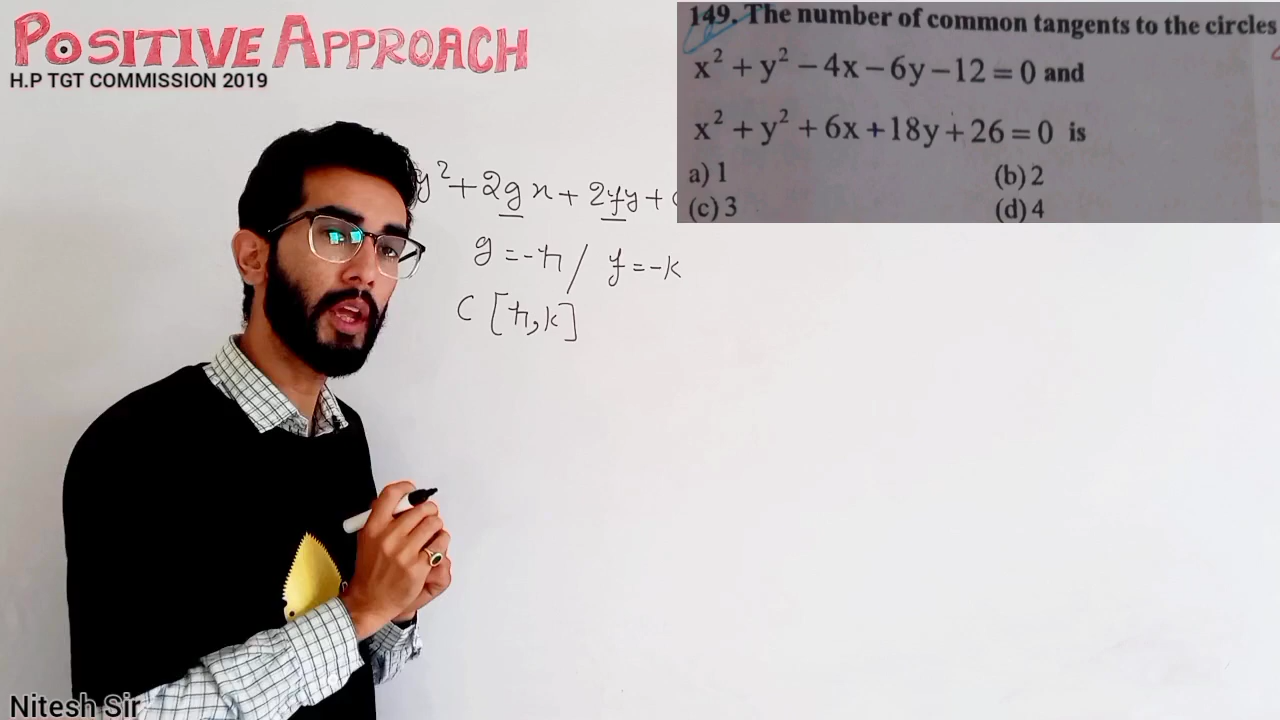 POSITIVE APPROACH
H.P TGT COMMISSION 2019
149. The number of common tangents to the circles
x² + y² − 4x − 6y − 12 = 0 and
x² + y² + 6x + 18y + 26 = 0 is
a) 1 (b) 2
(c) 3 (d) 4
y² + 2gx + 2fy +
g = -h / f = -k
C [h, k]
Nitesh Sir